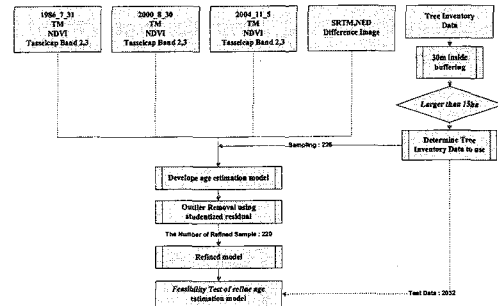 1986_7_31
TM
NDVI
Tasselcap Band 2,3
2000_8_30
TM
NDVI
Tasselcap Band 2,3
2004_11_5
TM
NDVI
Tasselcap Band 2,3
SRTM,NED
Difference Image
Tree Inventory
Data
30m inside
buffering
Larger than 15ha
Determine Tree
Inventory Data to use
Sampling : 226
Develope age estimation model
Outlier Removal using
studentized residual
The Number of Refined Sample : 220
Refined model
Feasibility Test of refine age
estimation model
Test Data : 2032